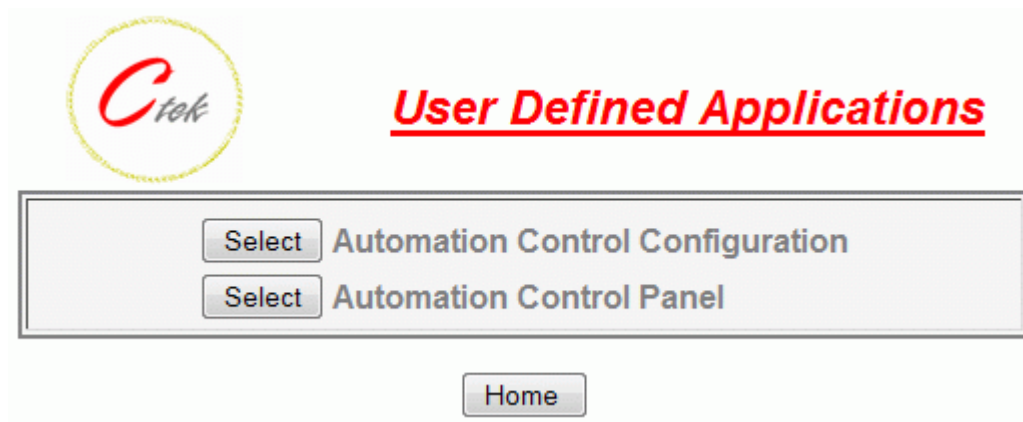 Ctek
User Defined Applications
Select Automation Control Configuration
Select Automation Control Panel
Home